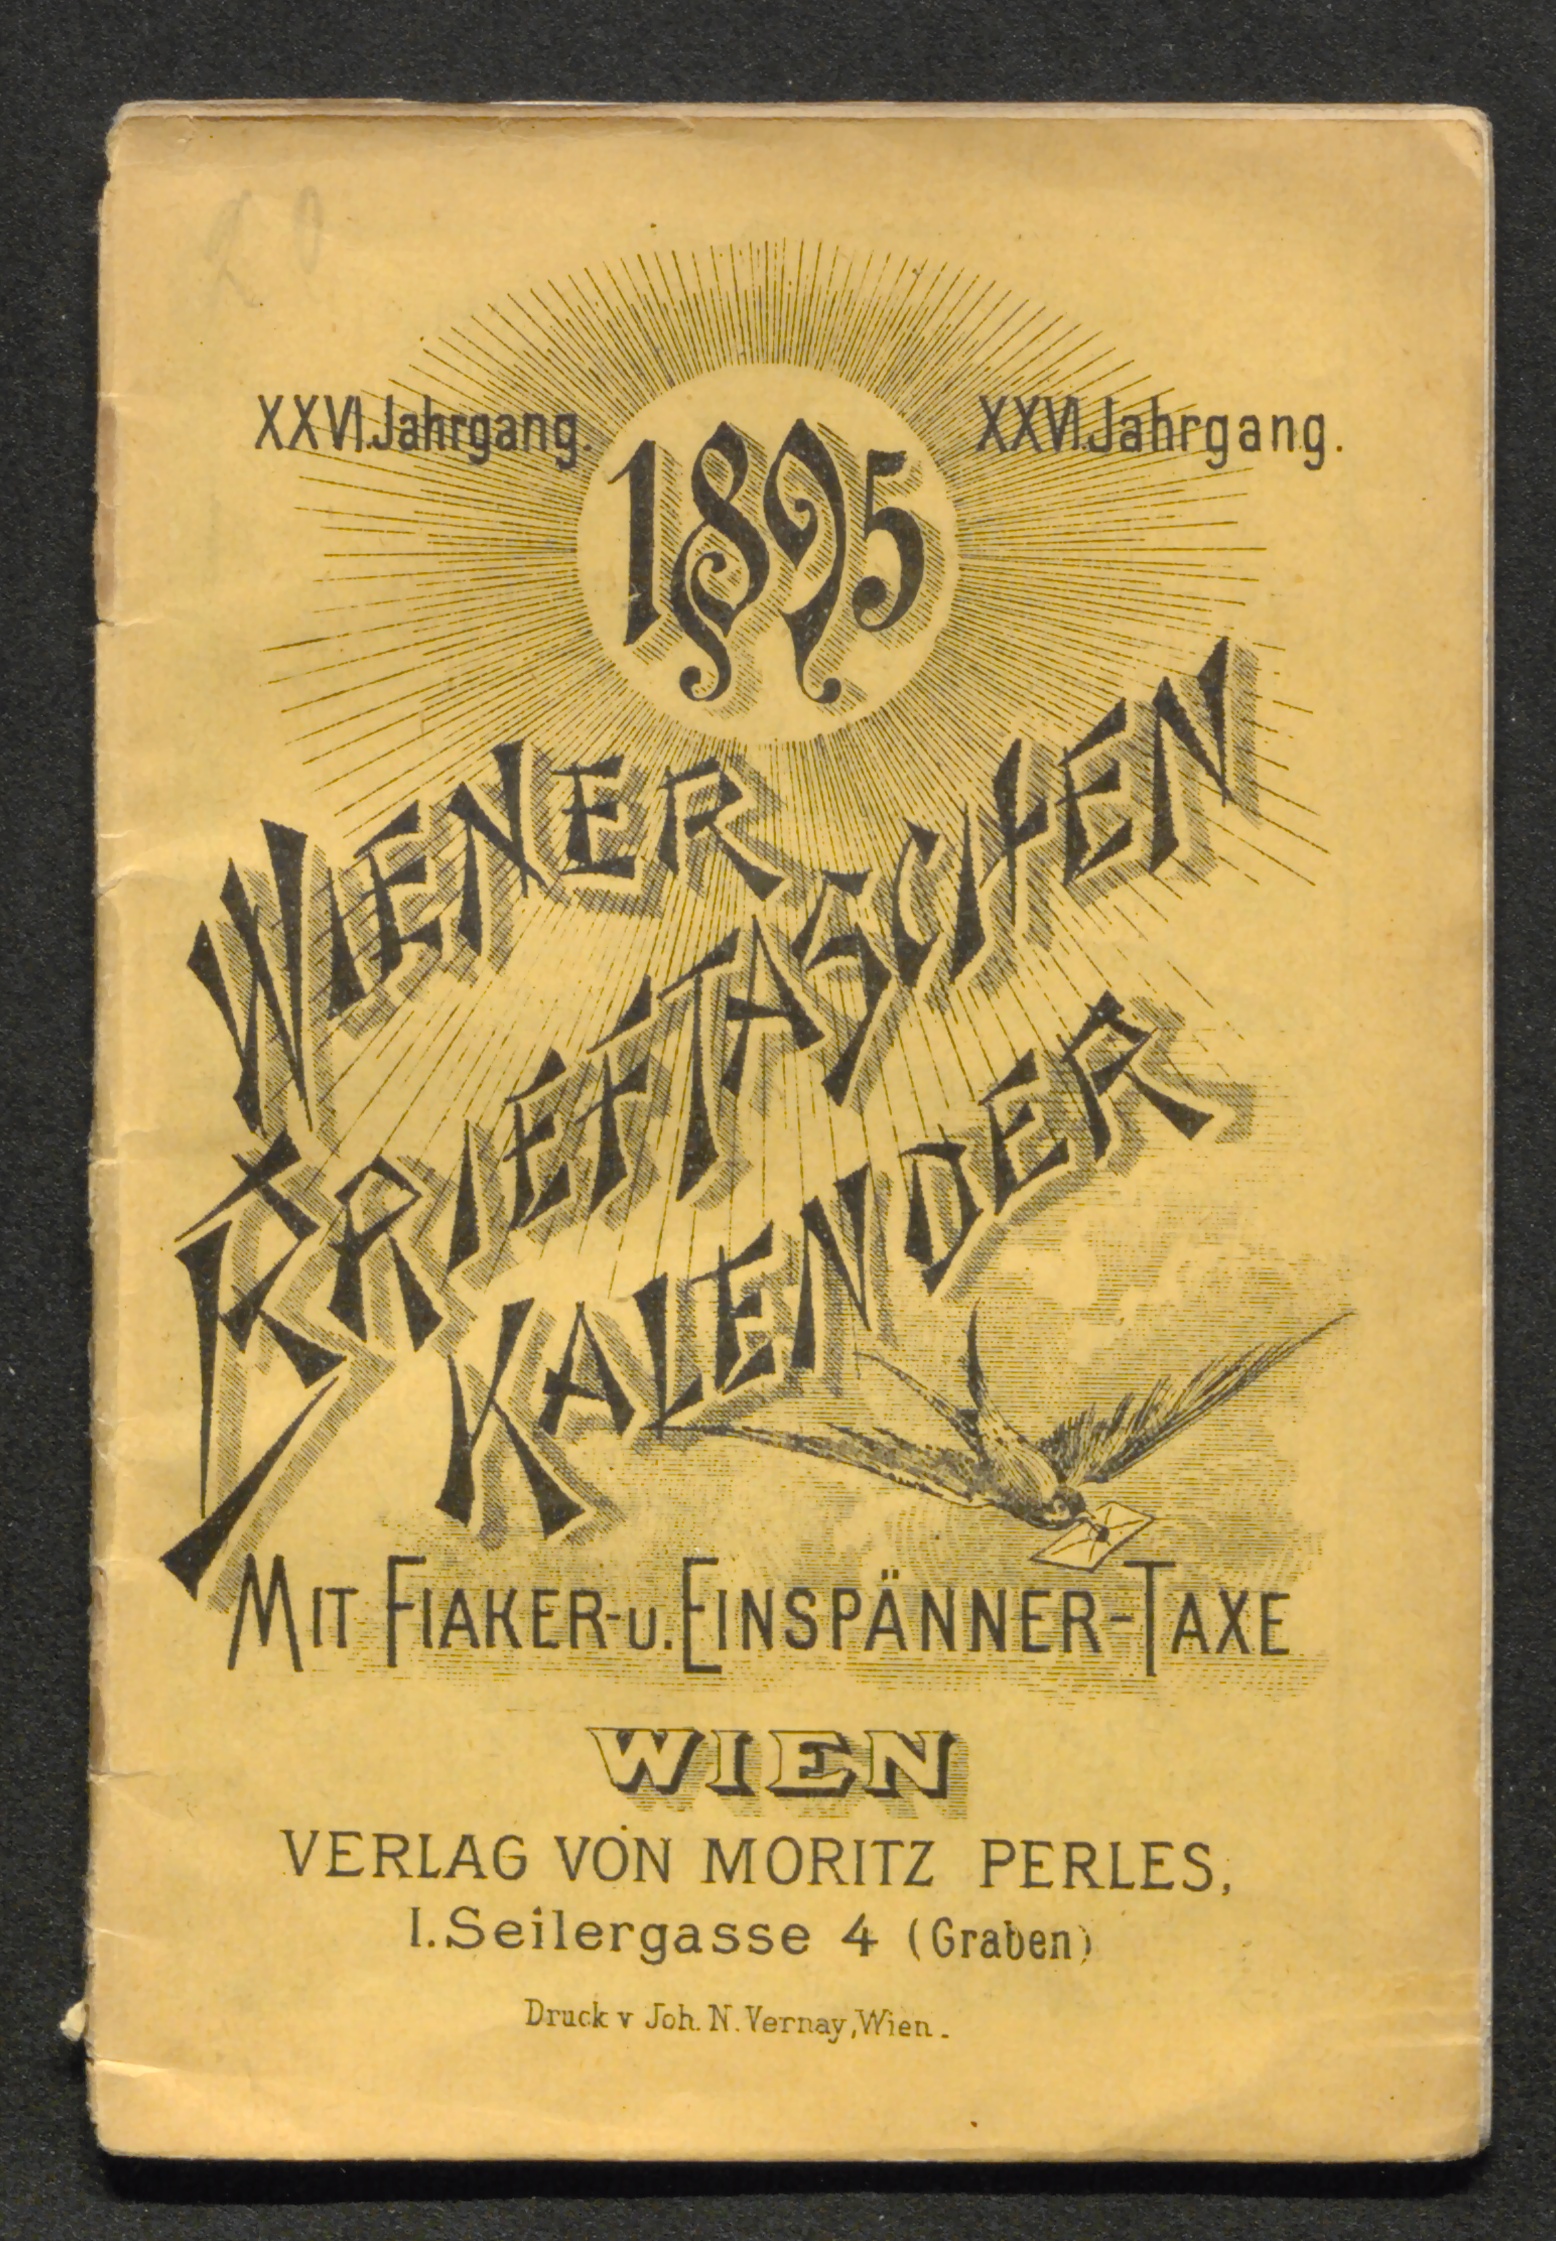 20
XXVI. Jahrgang. XXVI. Jahrgang.
1895
WIENER
BRIEFTASCHEN
KALENDER
MIT FIAKER-U. EINSPÄNNER-TAXE
WIEN
VERLAG VON MORITZ PERLES,
I. Seilergasse 4 (Graben)
Druck v Joh. N. Vernay, Wien.